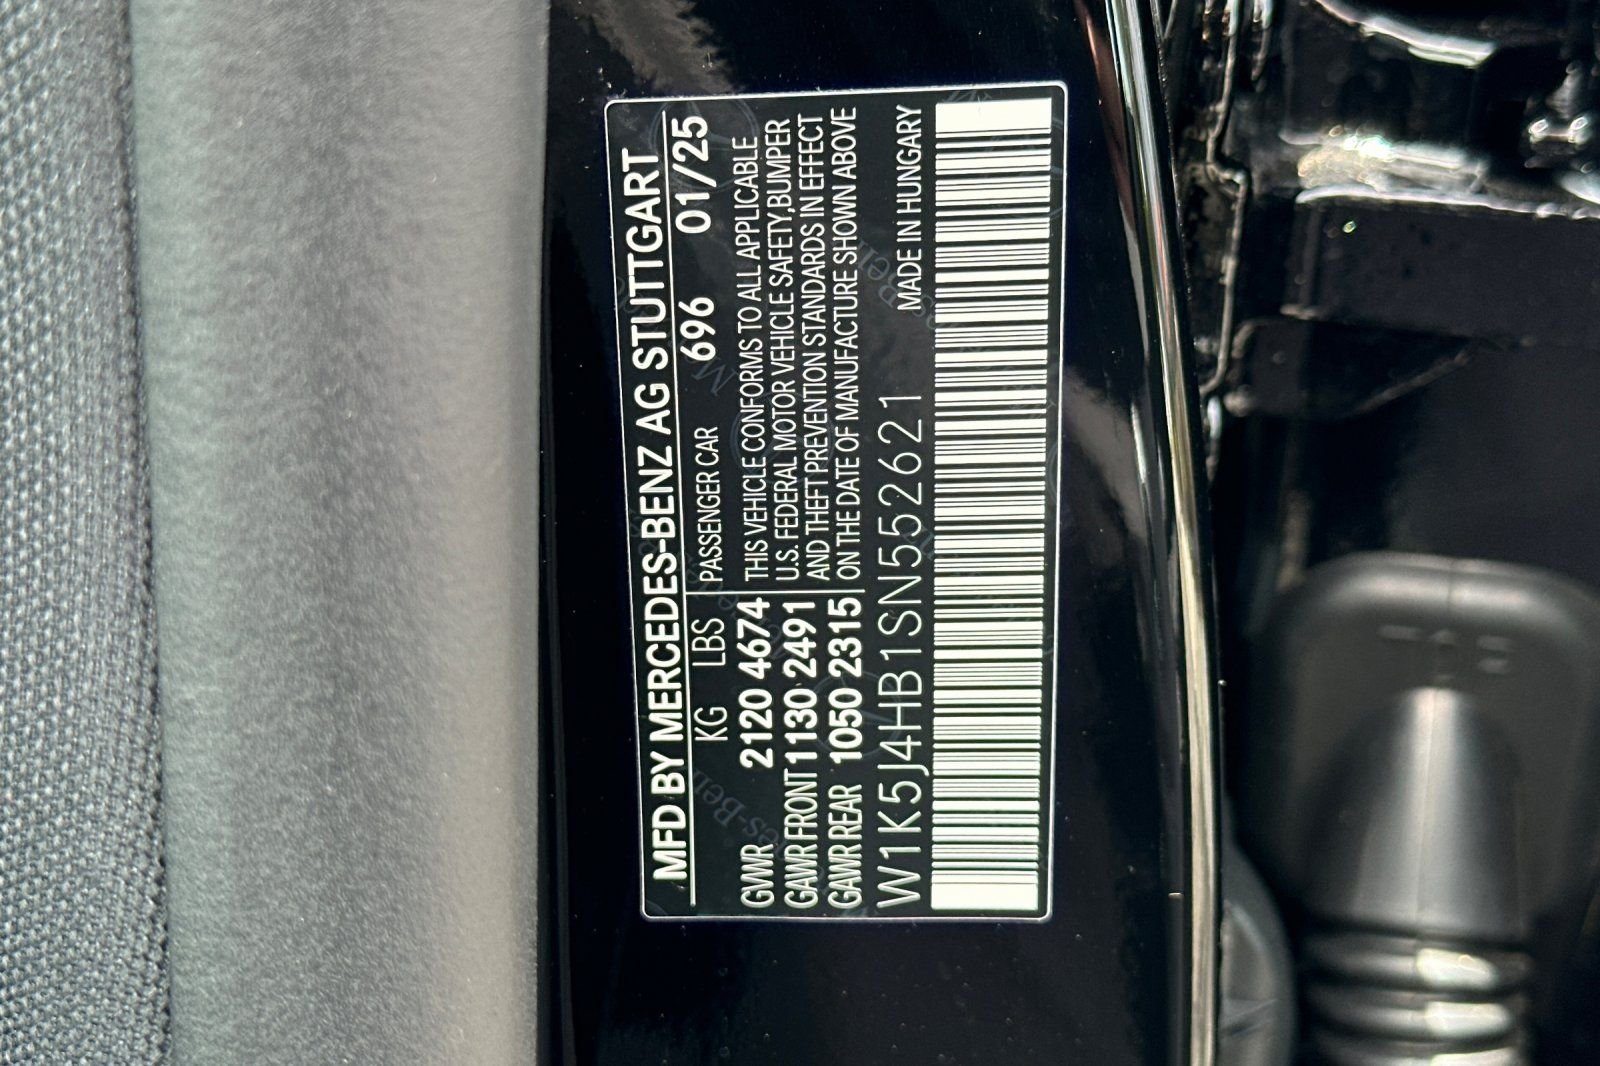 MFD BY MERCEDES-BENZ AG STUTTGART
KG LBS PASSENGER CAR 696 01/25
GVWR 2120 4674 THIS VEHICLE CONFORMS TO ALL APPLICABLE
GAWR FRONT 1130 2491 U.S. FEDERAL MOTOR VEHICLE SAFETY,BUMPER
AND THEFT PREVENTION STANDARDS IN EFFECT
GAWR REAR 1050 2315 ON THE DATE OF MANUFACTURE SHOWN ABOVE
W1K5J4HB1SN552621 MADE IN HUNGARY